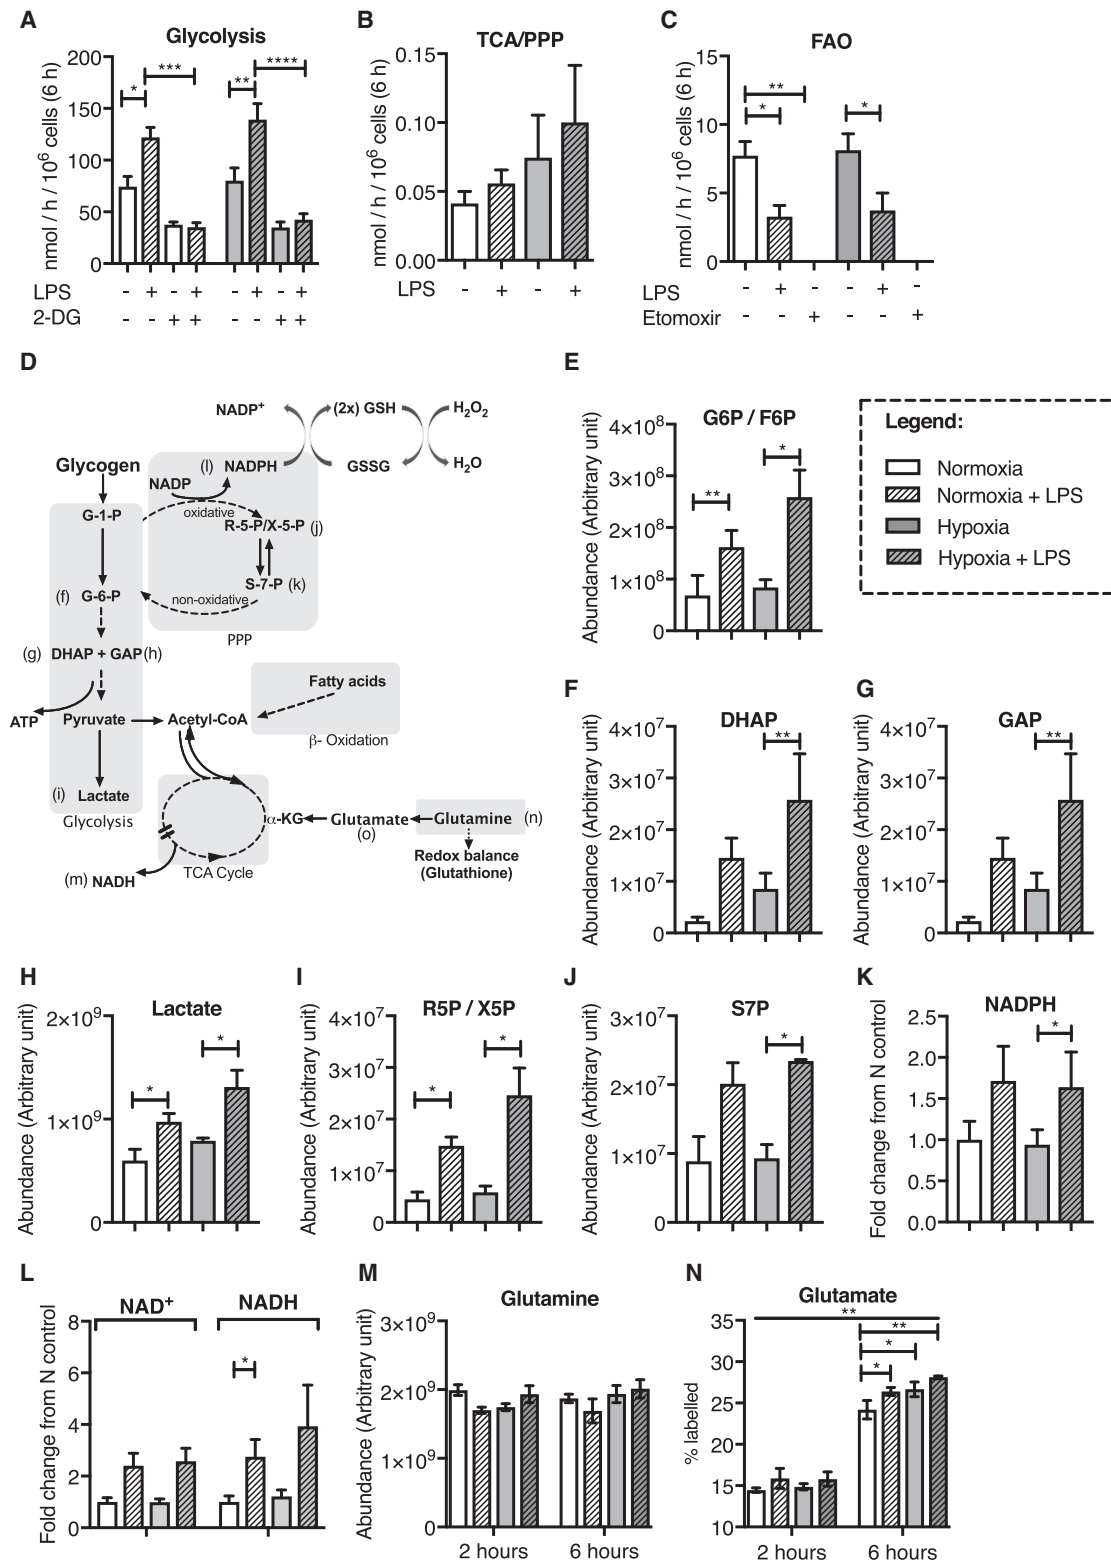 A
Glycolysis
nmol / h / 10⁶ cells (6 h)
200
150
100
50
0
*
***
**
****
LPS - + - + - + - +
2-DG - - + + - - + +
B
TCA/PPP
nmol / h / 10⁶ cells (6 h)
0.15
0.10
0.05
0.00
LPS - + - +
C
FAO
nmol / h / 10⁶ cells (6 h)
15
10
5
0
**
*
*
LPS - + - - + -
Etomoxir - - + - - +
D
NADP⁺
(2x) GSH
H₂O₂
(l) NADPH
GSSG
H₂O
Glycogen
NADP
oxidative
G-1-P
R-5-P/X-5-P (j)
S-7-P (k)
(f) G-6-P
non-oxidative
PPP
(g) DHAP + GAP(h)
Fatty acids
ATP
Pyruvate
Acetyl-CoA
β- Oxidation
(i) Lactate
Glycolysis
α-KG
Glutamate
(o)
Glutamine (n)
Redox balance
(Glutathione)
TCA Cycle
(m) NADH
E
G6P / F6P
Abundance (Arbitrary unit)
4×10⁸
3×10⁸
2×10⁸
1×10⁸
0
**
*
Legend:
Normoxia
Normoxia + LPS
Hypoxia
Hypoxia + LPS
F
DHAP
Abundance (Arbitrary unit)
4×10⁷
3×10⁷
2×10⁷
1×10⁷
0
**
G
GAP
Abundance (Arbitrary unit)
4×10⁷
3×10⁷
2×10⁷
1×10⁷
0
**
H
Lactate
Abundance (Arbitrary unit)
2×10⁹
1×10⁹
0
*
*
I
R5P / X5P
Abundance (Arbitrary unit)
4×10⁷
3×10⁷
2×10⁷
1×10⁷
0
*
*
J
S7P
Abundance (Arbitrary unit)
3×10⁷
2×10⁷
1×10⁷
0
*
K
NADPH
Fold change from N control
2.5
2.0
1.5
1.0
0.5
0.0
*
L
NAD⁺
NADH
Fold change from N control
8
6
4
2
0
*
M
Glutamine
Abundance (Arbitrary unit)
3×10⁹
2×10⁹
1×10⁹
0
2 hours 6 hours
N
Glutamate
% labelled
35
30
25
20
15
10
**
**
*
*
2 hours 6 hours